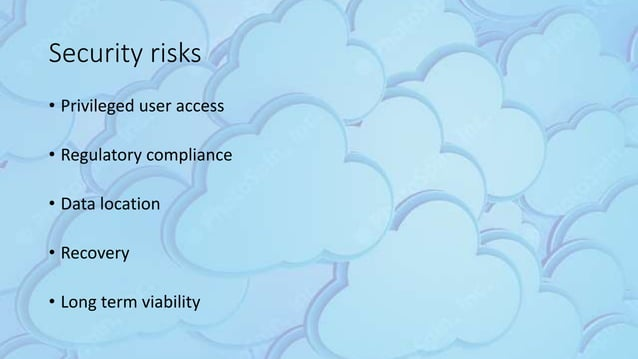 Security risks
• Privileged user access
• Regulatory compliance
• Data location
• Recovery
• Long term viability